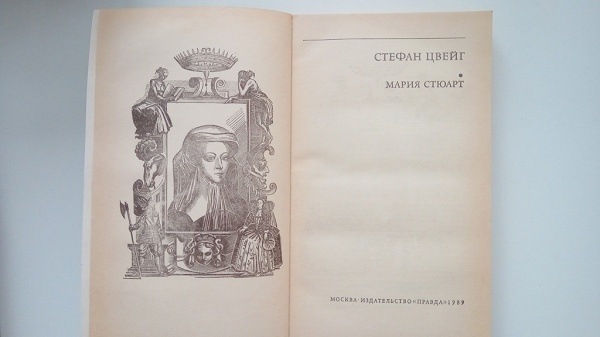 СТЕФАН ЦВЕЙГ
МАРИЯ СТЮАРТ
МОСКВА·ИЗДАТЕЛЬСТВО «ПРАВДА» 1989